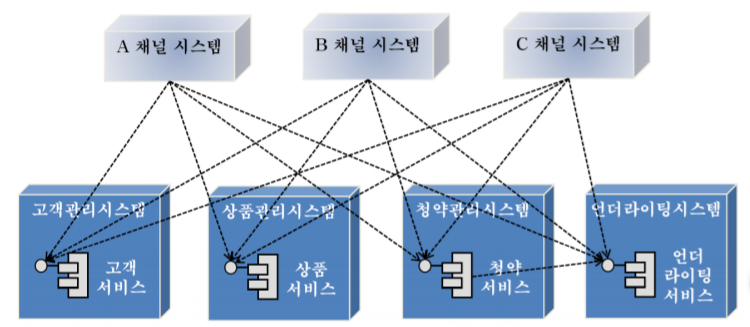 A 채널 시스템
B 채널 시스템
C 채널 시스템
고객관리시스템
상품관리시스템
청약관리시스템
언더라이팅시스템
고객
서비스
상품
서비스
청약
서비스
언더
라이팅
서비스